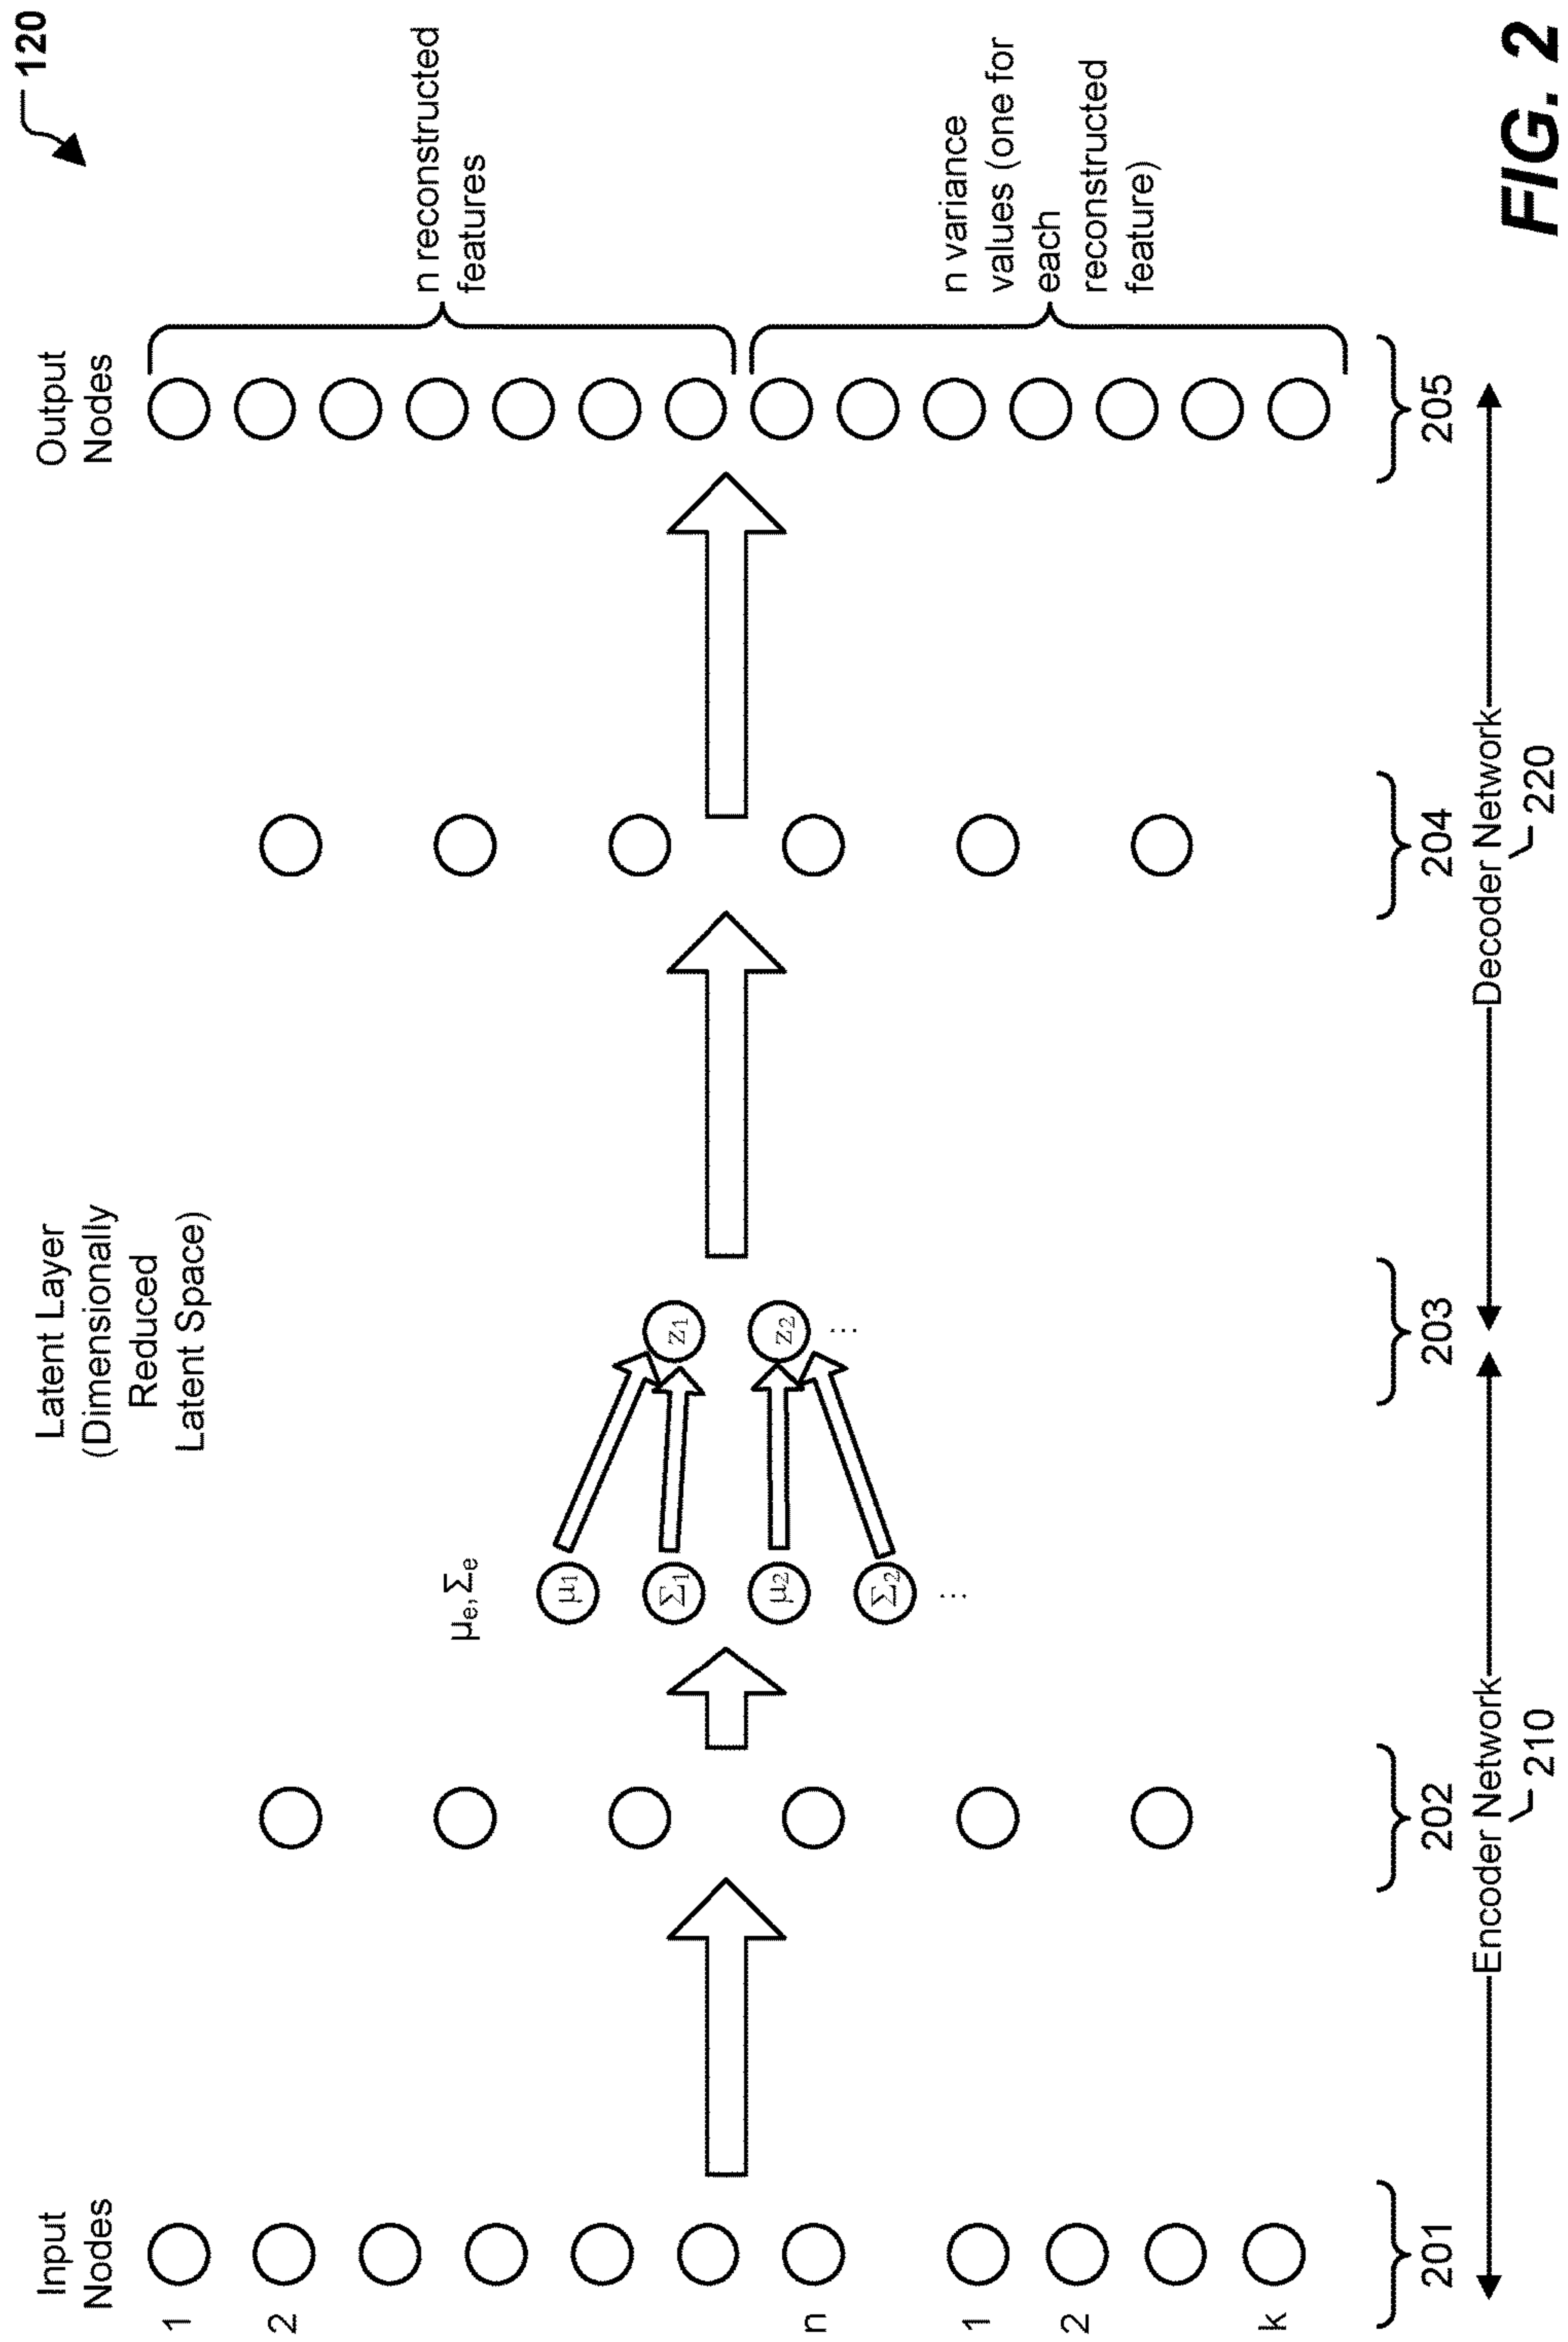 120
Input
Nodes
Latent Layer
(Dimensionally
Reduced
Latent Space)
Output
Nodes
1
2
n
1
2
k
μe,Σe
μ1
Σ1
μ2
Σ2
...
z1
z2
...
n reconstructed
features
n variance
values (one for
each
reconstructed
feature)
201
202
203
204
205
Encoder Network
210
Decoder Network
220
FIG. 2